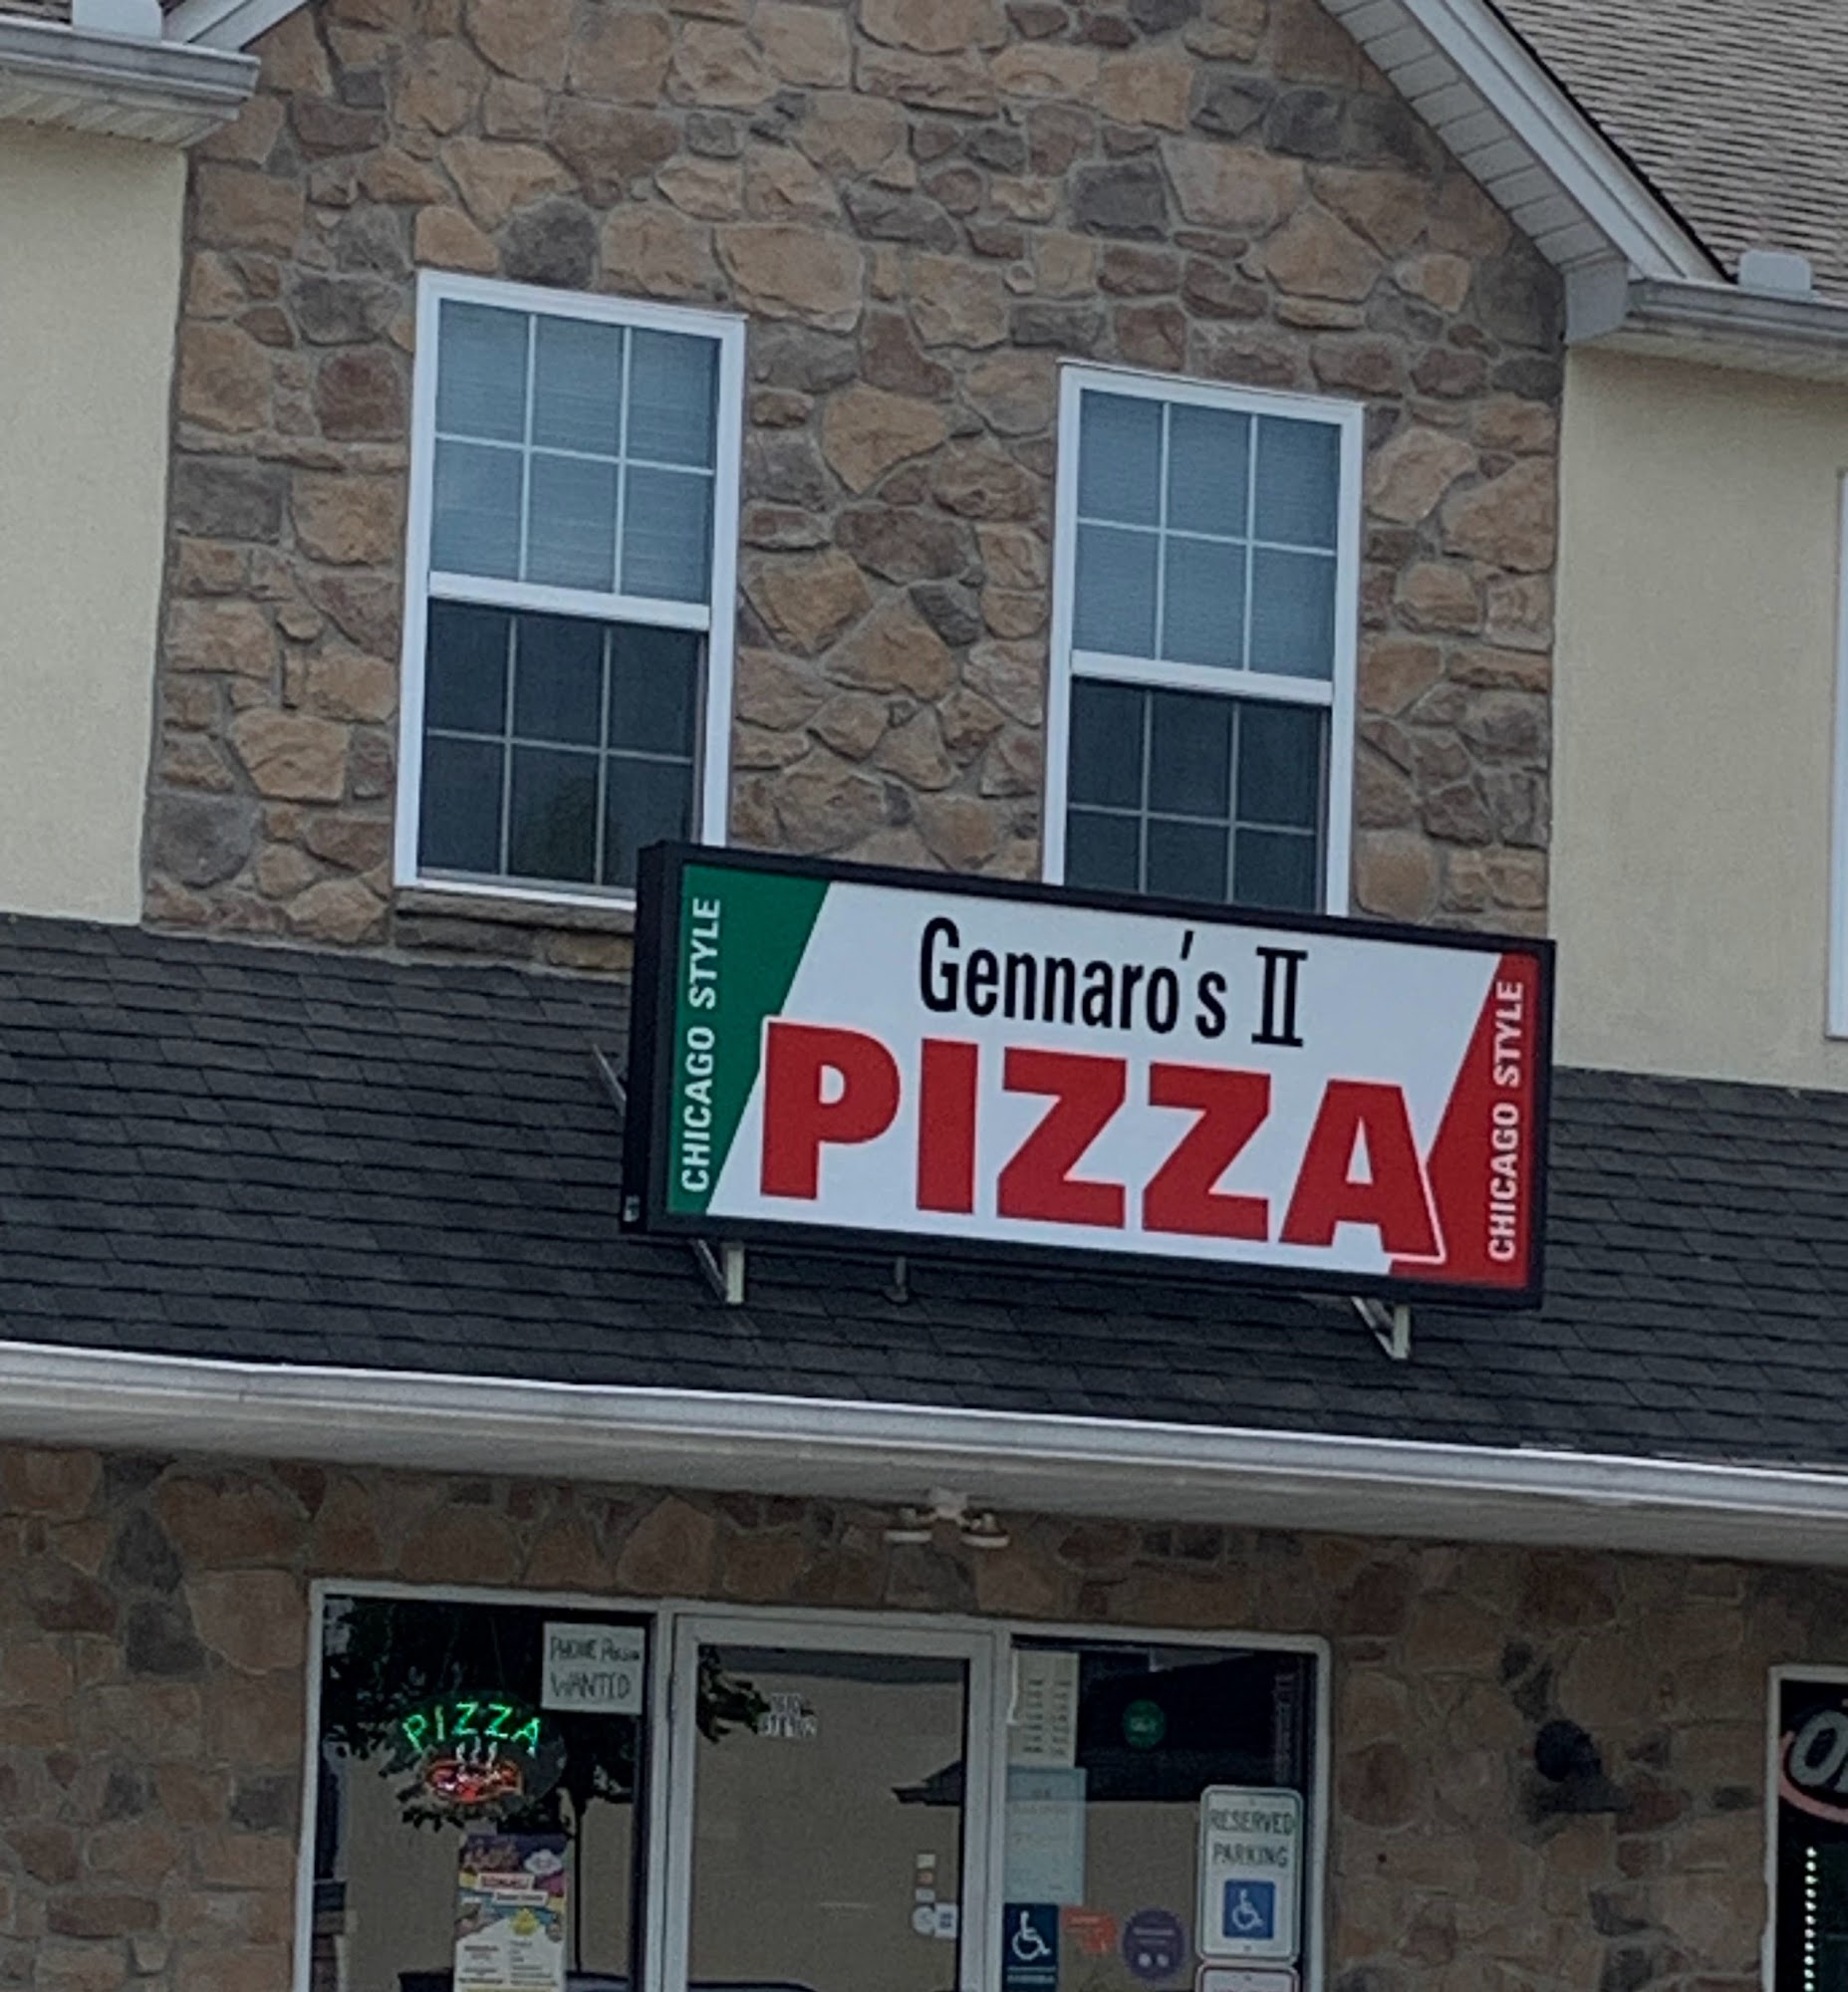 CHICAGO STYLE
Gennaro's II
PIZZA
CHICAGO STYLE
PHONE Person
WANTED
PIZZA
RESERVED
PARKING